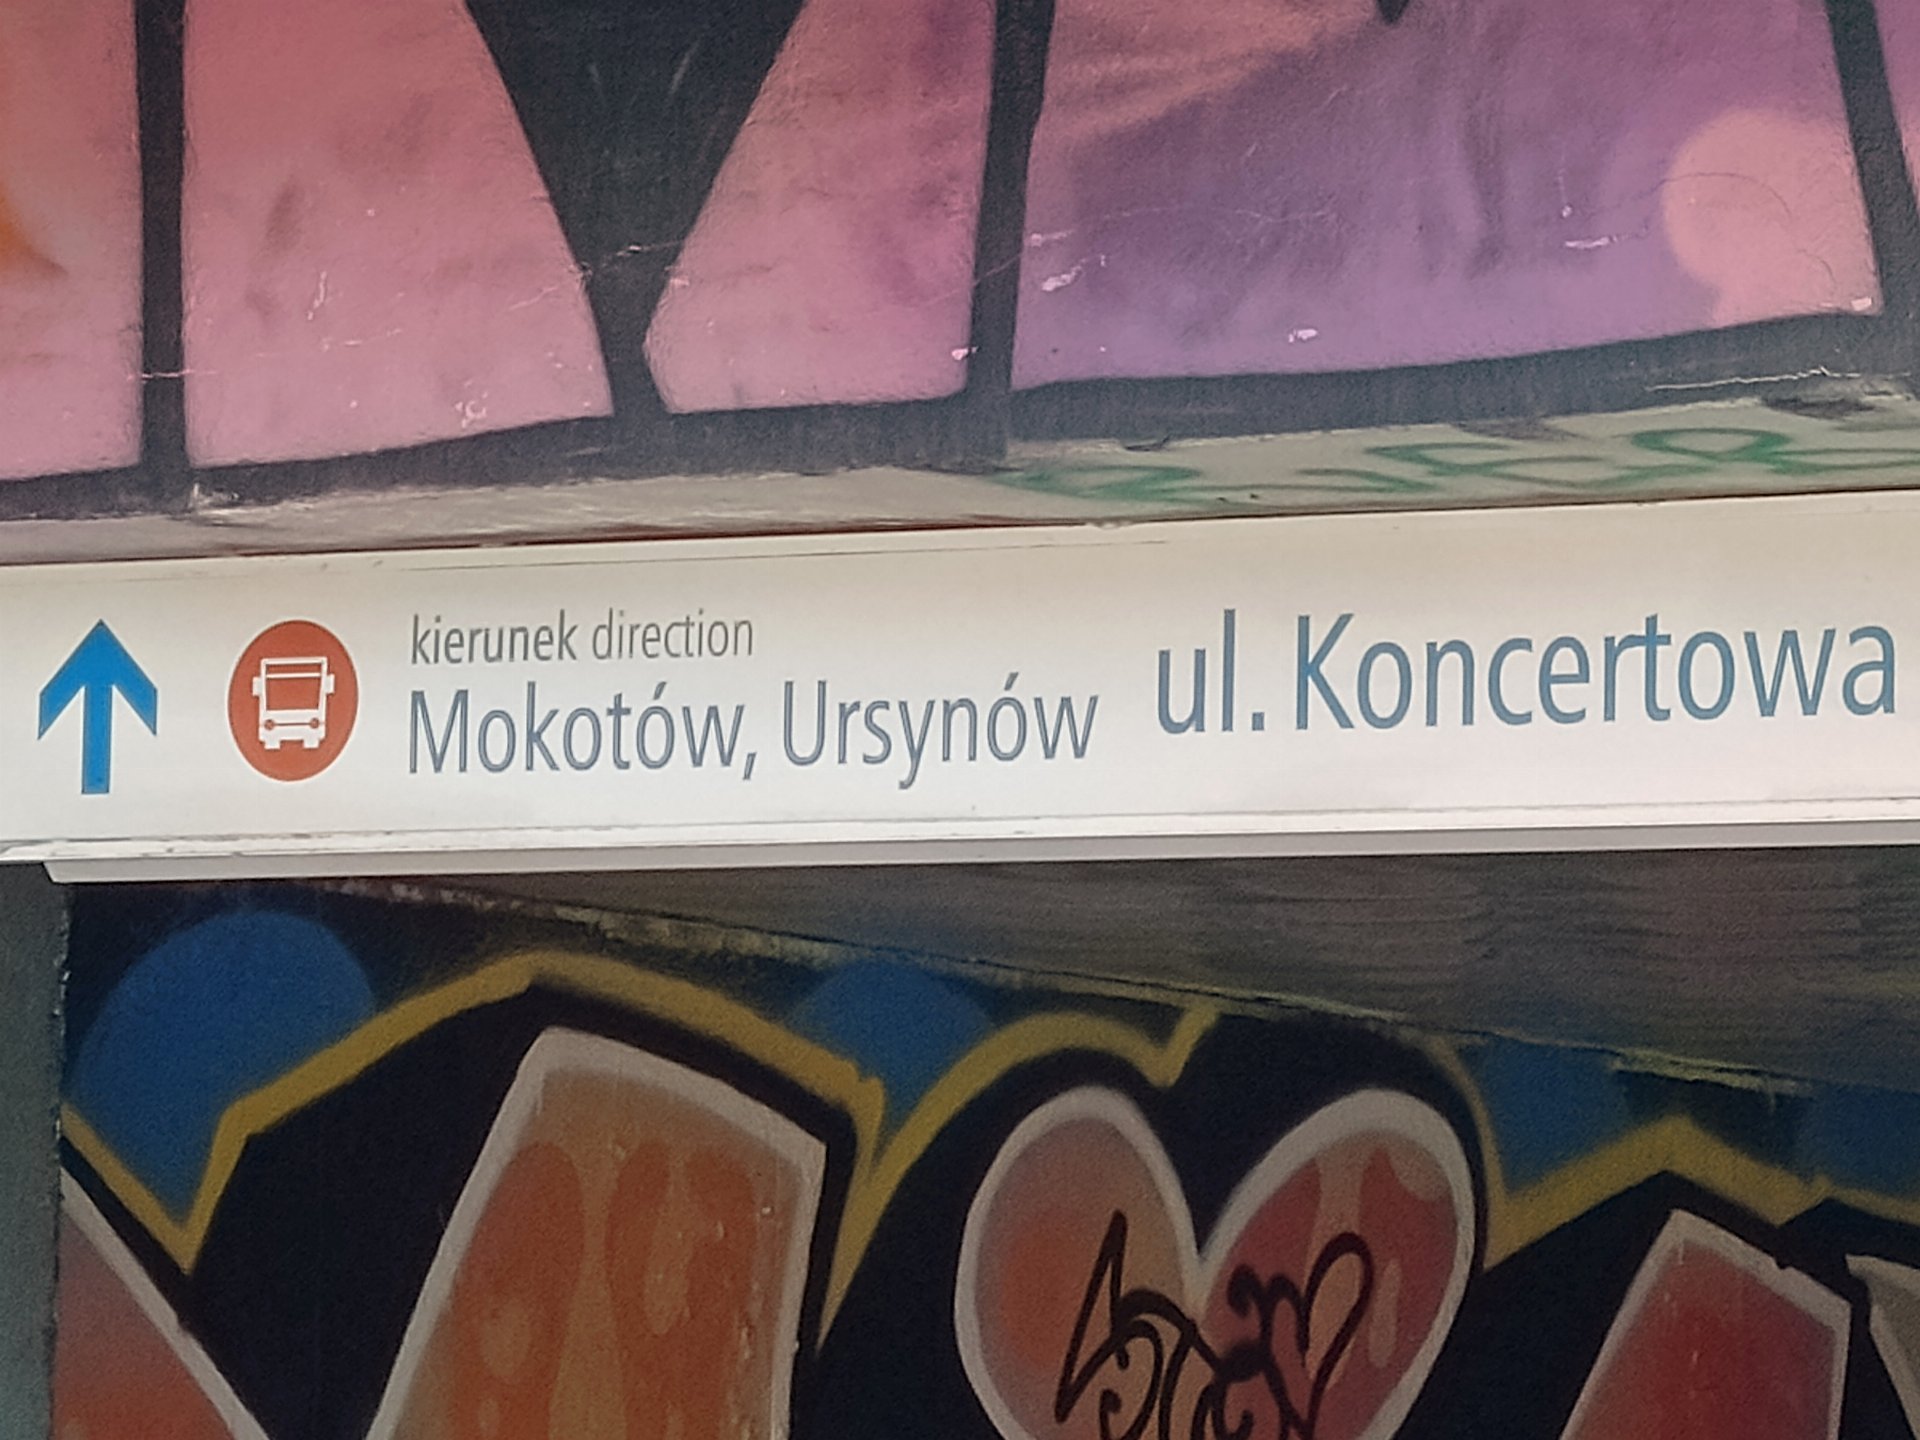 kierunek direction
Mokotów, Ursynów
ul. Koncertowa